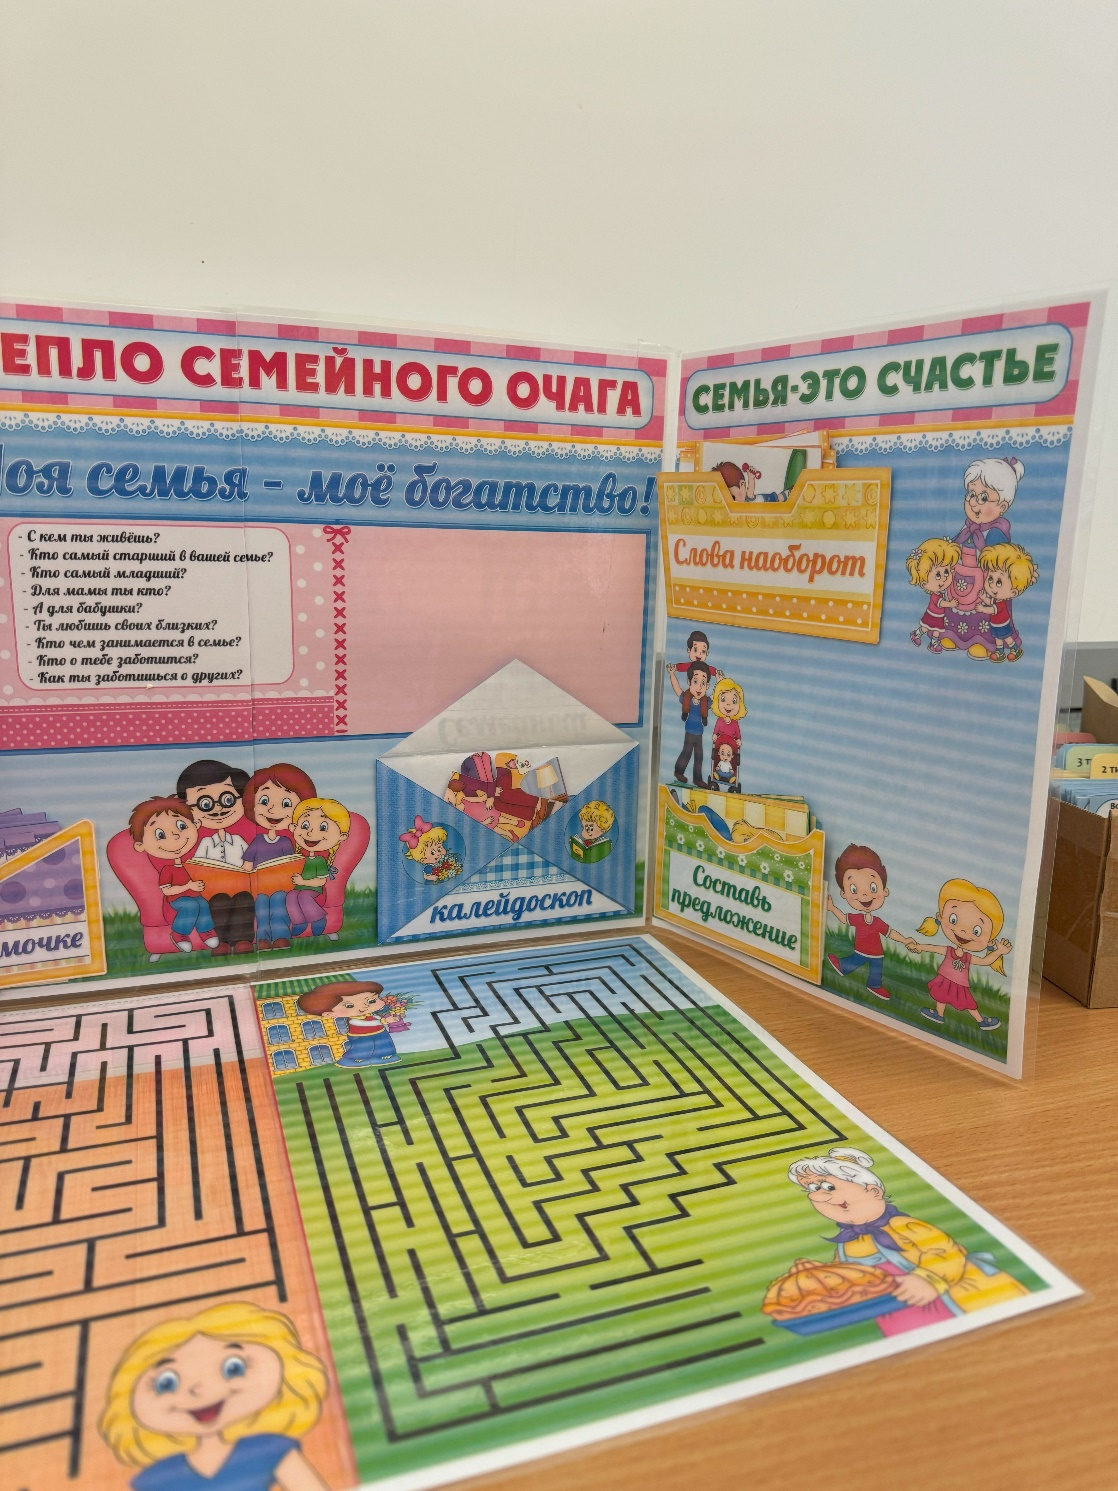 ЕПЛО СЕМЕЙНОГО ОЧАГА
оя семья - моё богатство!
- С кем ты живёшь?
- Кто самый старший в вашей семье?
- Кто самый младший?
- Для мамы ты кто?
- А для бабушки?
- Ты любишь своих близких?
- Кто чем занимается в семье?
- Кто о тебе заботится?
- Как ты заботишься о других?
мочке
калейдоскоп
СЕМЬЯ-ЭТО СЧАСТЬЕ
Слова наоборот
Составь
предложение